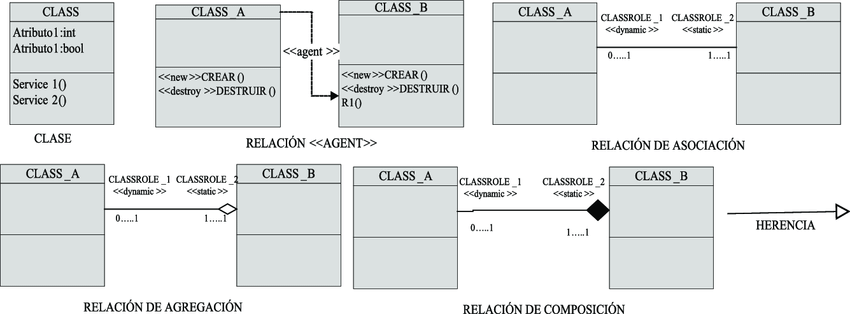 CLASS
Atributo1:int
Atributo1:bool
Service 1()
Service 2()
CLASE
CLASS_A
<<new>>CREAR()
<<destroy>>DESTRUIR()
<<agent>>
CLASS_B
<<new>>CREAR()
<<destroy>>DESTRUIR()
R1()
RELACIÓN <<AGENT>>
CLASS_A
CLASSROLE_1
<<dynamic>>
0.....1
CLASSROLE_2
<<static>>
1.....1
CLASS_B
RELACIÓN DE ASOCIACIÓN
CLASS_A
CLASSROLE_1
<<dynamic>>
0.....1
CLASSROLE_2
<<static>>
1.....1
CLASS_B
RELACIÓN DE AGREGACIÓN
CLASS_A
CLASSROLE_1
<<dynamic>>
0.....1
CLASSROLE_2
<<static>>
1.....1
CLASS_B
RELACIÓN DE COMPOSICIÓN
HERENCIA